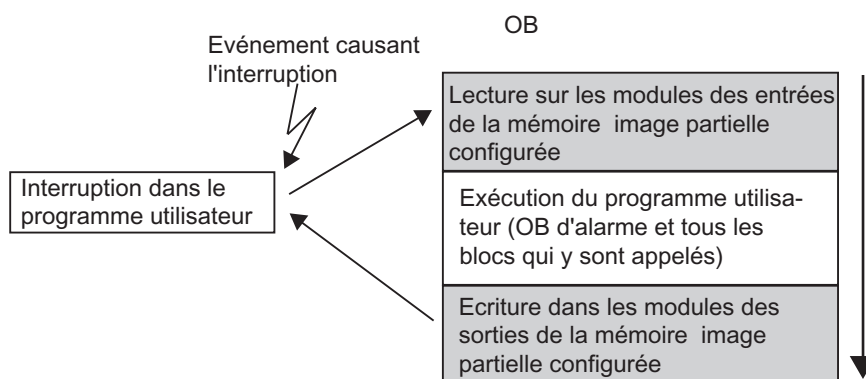 OB
Evénement causant
l'interruption
Lecture sur les modules des entrées
de la mémoire image partielle
configurée
Interruption dans le
programme utilisateur
Exécution du programme utilisa-
teur (OB d'alarme et tous les
blocs qui y sont appelés)
Ecriture dans les modules des
sorties de la mémoire image
partielle configurée